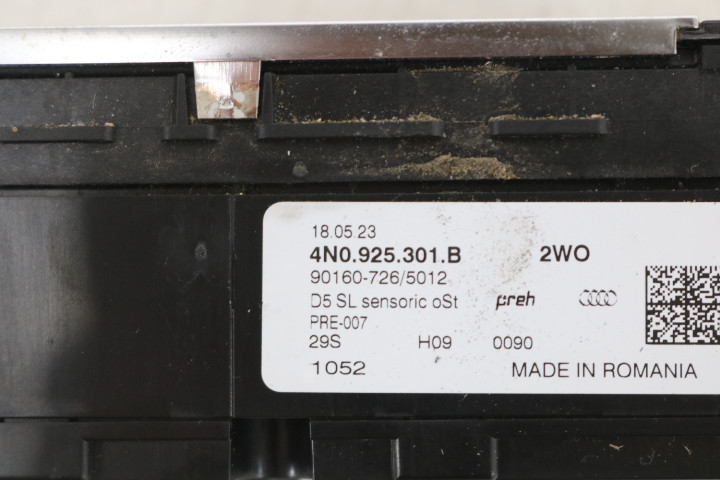 18.05.23
4N0.925.301.B 2WO
90160-726/5012
D5 SL sensoric oSt preh
PRE-007
29S H09 0090
1052 MADE IN ROMANIA